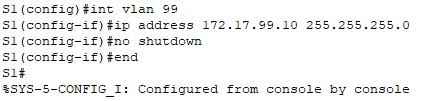 S1(config)#int vlan 99
S1(config-if)#ip address 172.17.99.10 255.255.255.0
S1(config-if)#no shutdown
S1(config-if)#end
S1#
%SYS-5-CONFIG_I: Configured from console by console